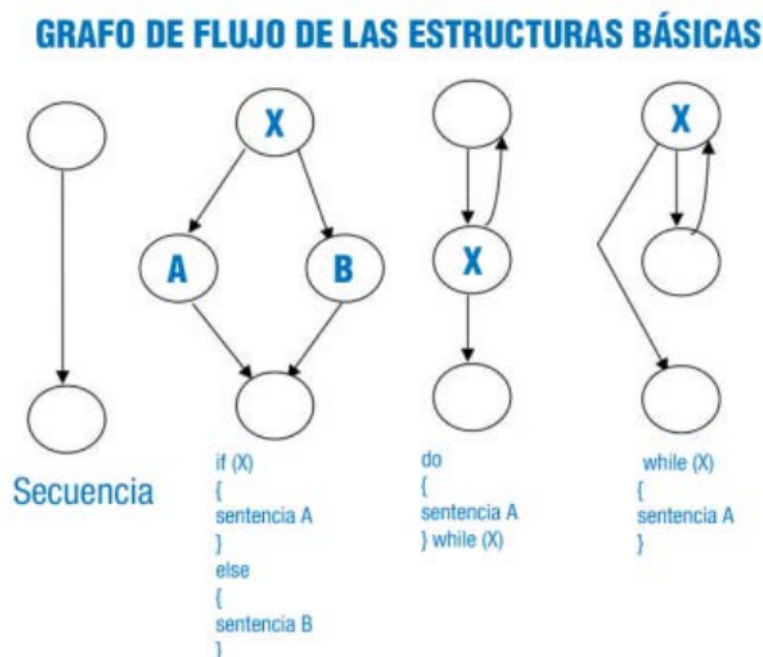 GRAFO DE FLUJO DE LAS ESTRUCTURAS BÁSICAS
X
A
B
X
X
Secuencia
if (X)
{
sentencia A
}
else
{
sentencia B
}
do
{
sentencia A
} while (X)
while (X)
{
sentencia A
}